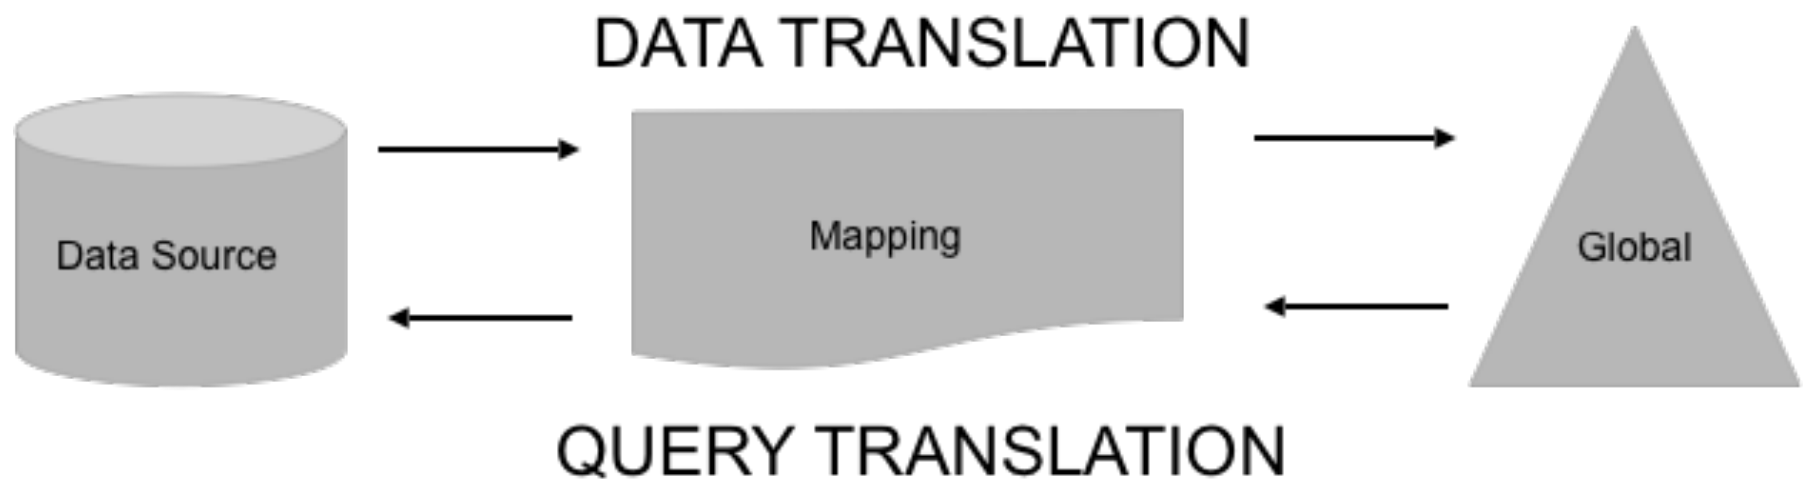 DATA TRANSLATION
Data Source
Mapping
Global
QUERY TRANSLATION